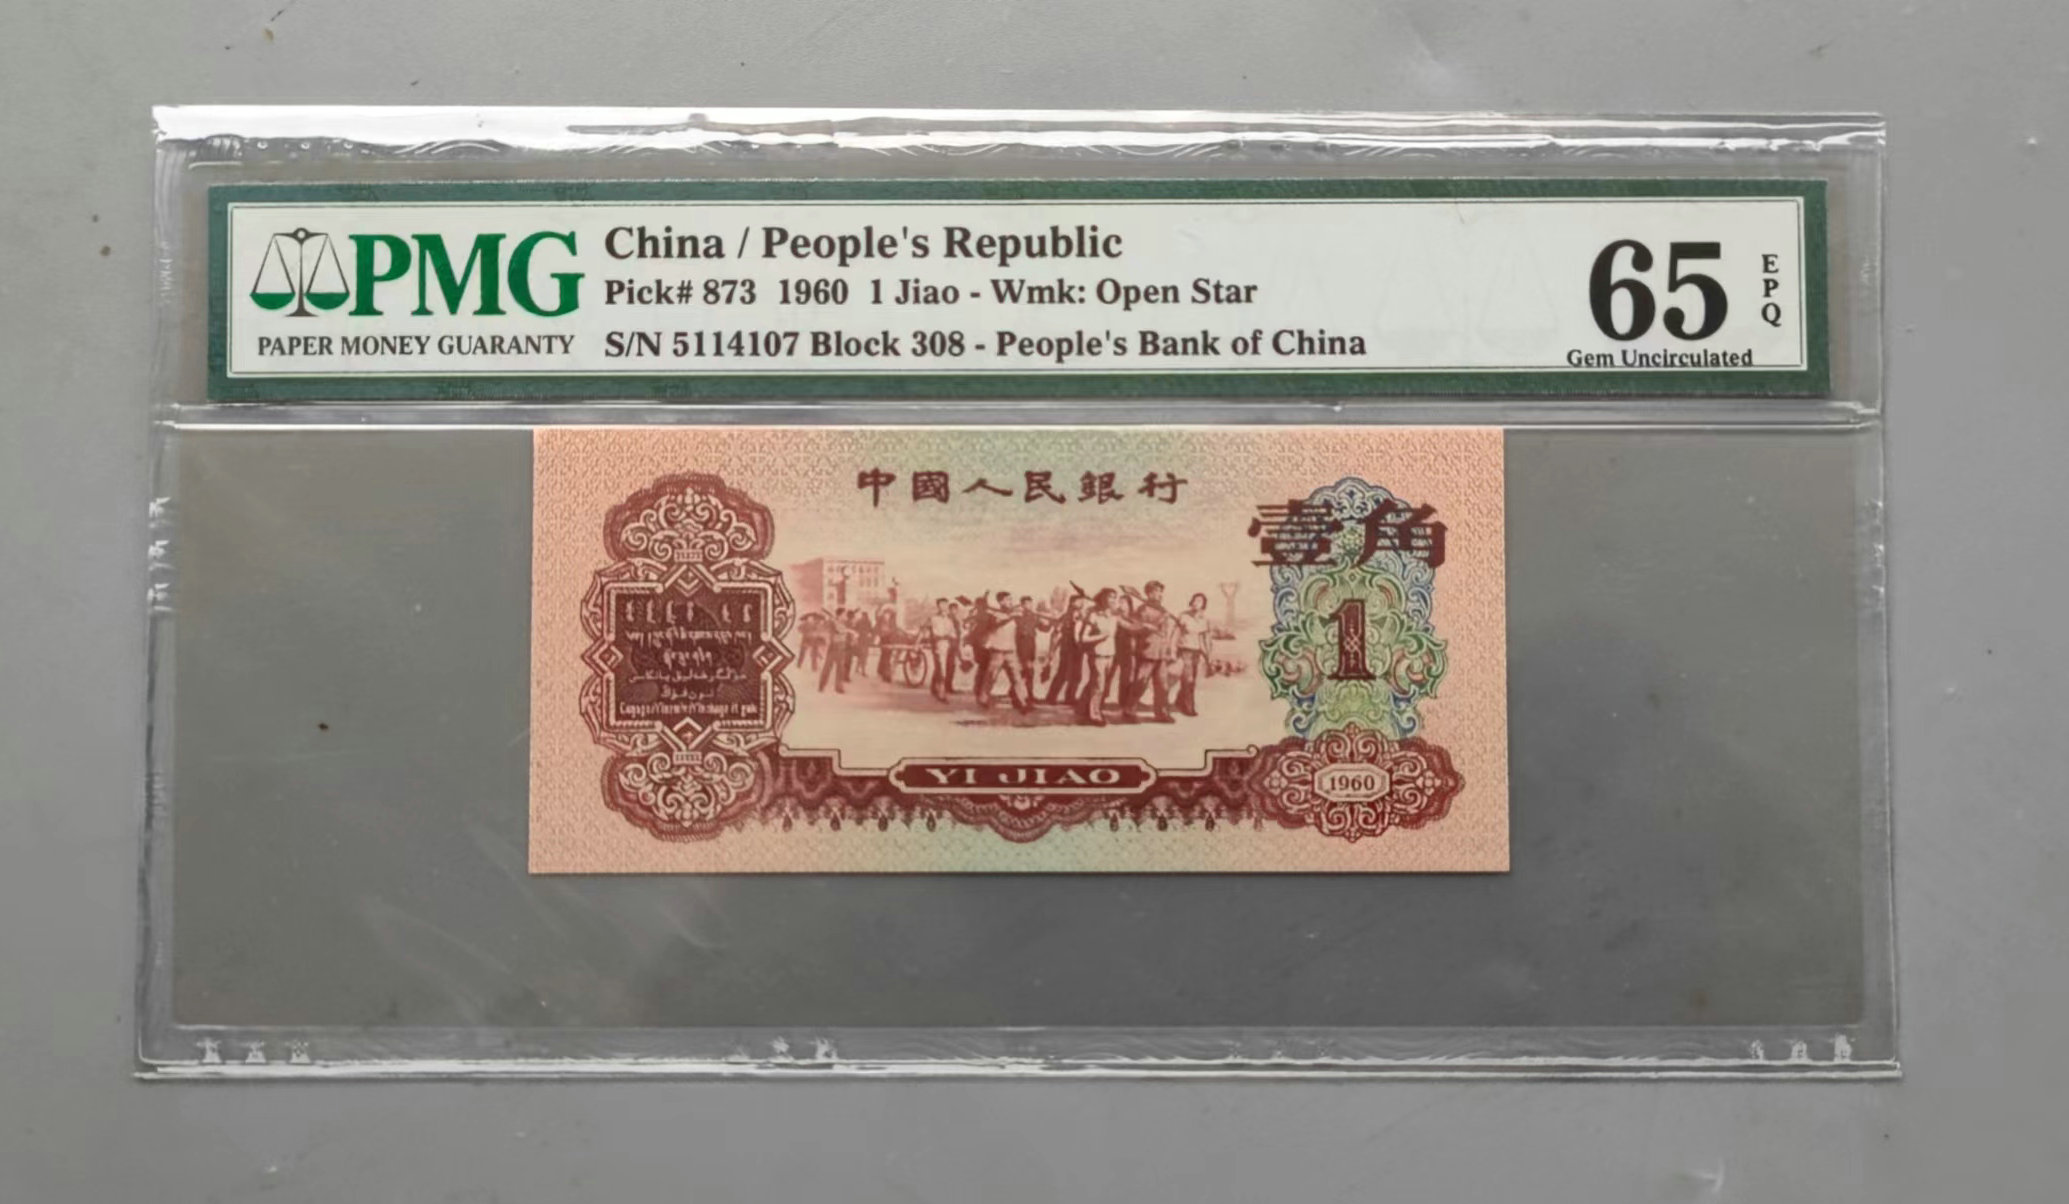 PMG
PAPER MONEY GUARANTY
China / People's Republic
Pick# 873 1960 1 Jiao - Wmk: Open Star
S/N 5114107 Block 308 - People's Bank of China
65
EPQ
Gem Uncirculated
中國人民銀行
壹角
1
YI JIAO
1960